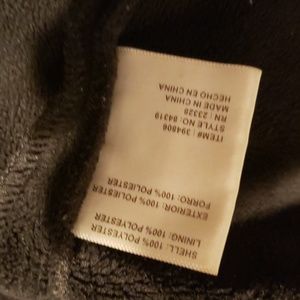 SHELL: 100% POLYESTER
LINING: 100% POLYESTER
EXTERIOR: 100% POLIESTER
FORRO: 100% POLIESTER
ITEM#: 394806
STYLE NO: 84319
RN: 23328
MADE IN CHINA
HECHO EN CHINA